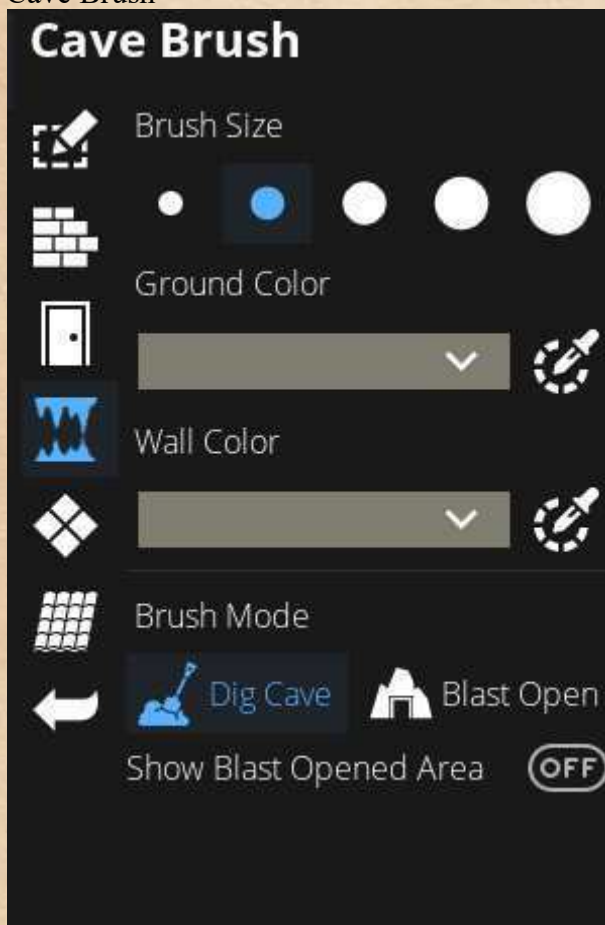 Cave Brush
Cave Brush
Brush Size
Ground Color
Wall Color
Brush Mode
Dig Cave Blast Open
Show Blast Opened Area OFF